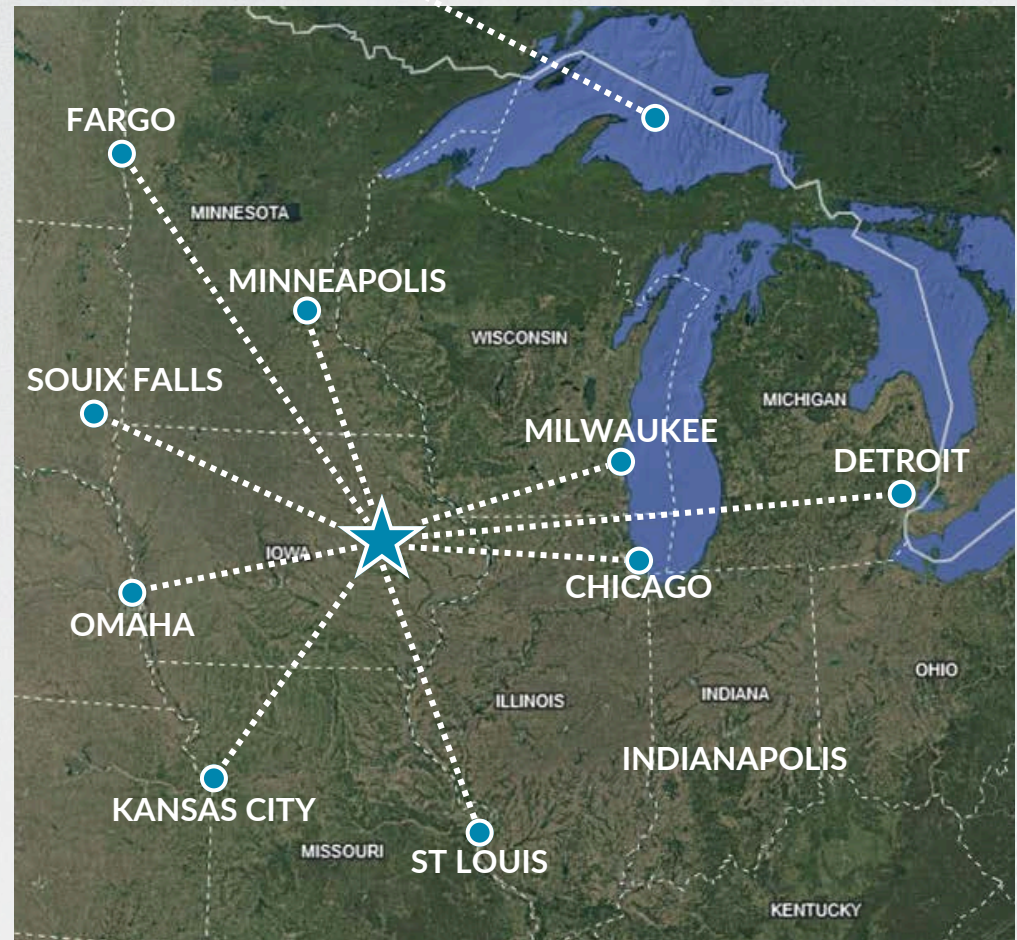 FARGO
MINNESOTA
MINNEAPOLIS
WISCONSIN
SOUIX FALLS
MICHIGAN
MILWAUKEE
DETROIT
IOWA
CHICAGO
OMAHA
OHIO
ILLINOIS
INDIANA
INDIANAPOLIS
KANSAS CITY
MISSOURI
ST LOUIS
KENTUCKY